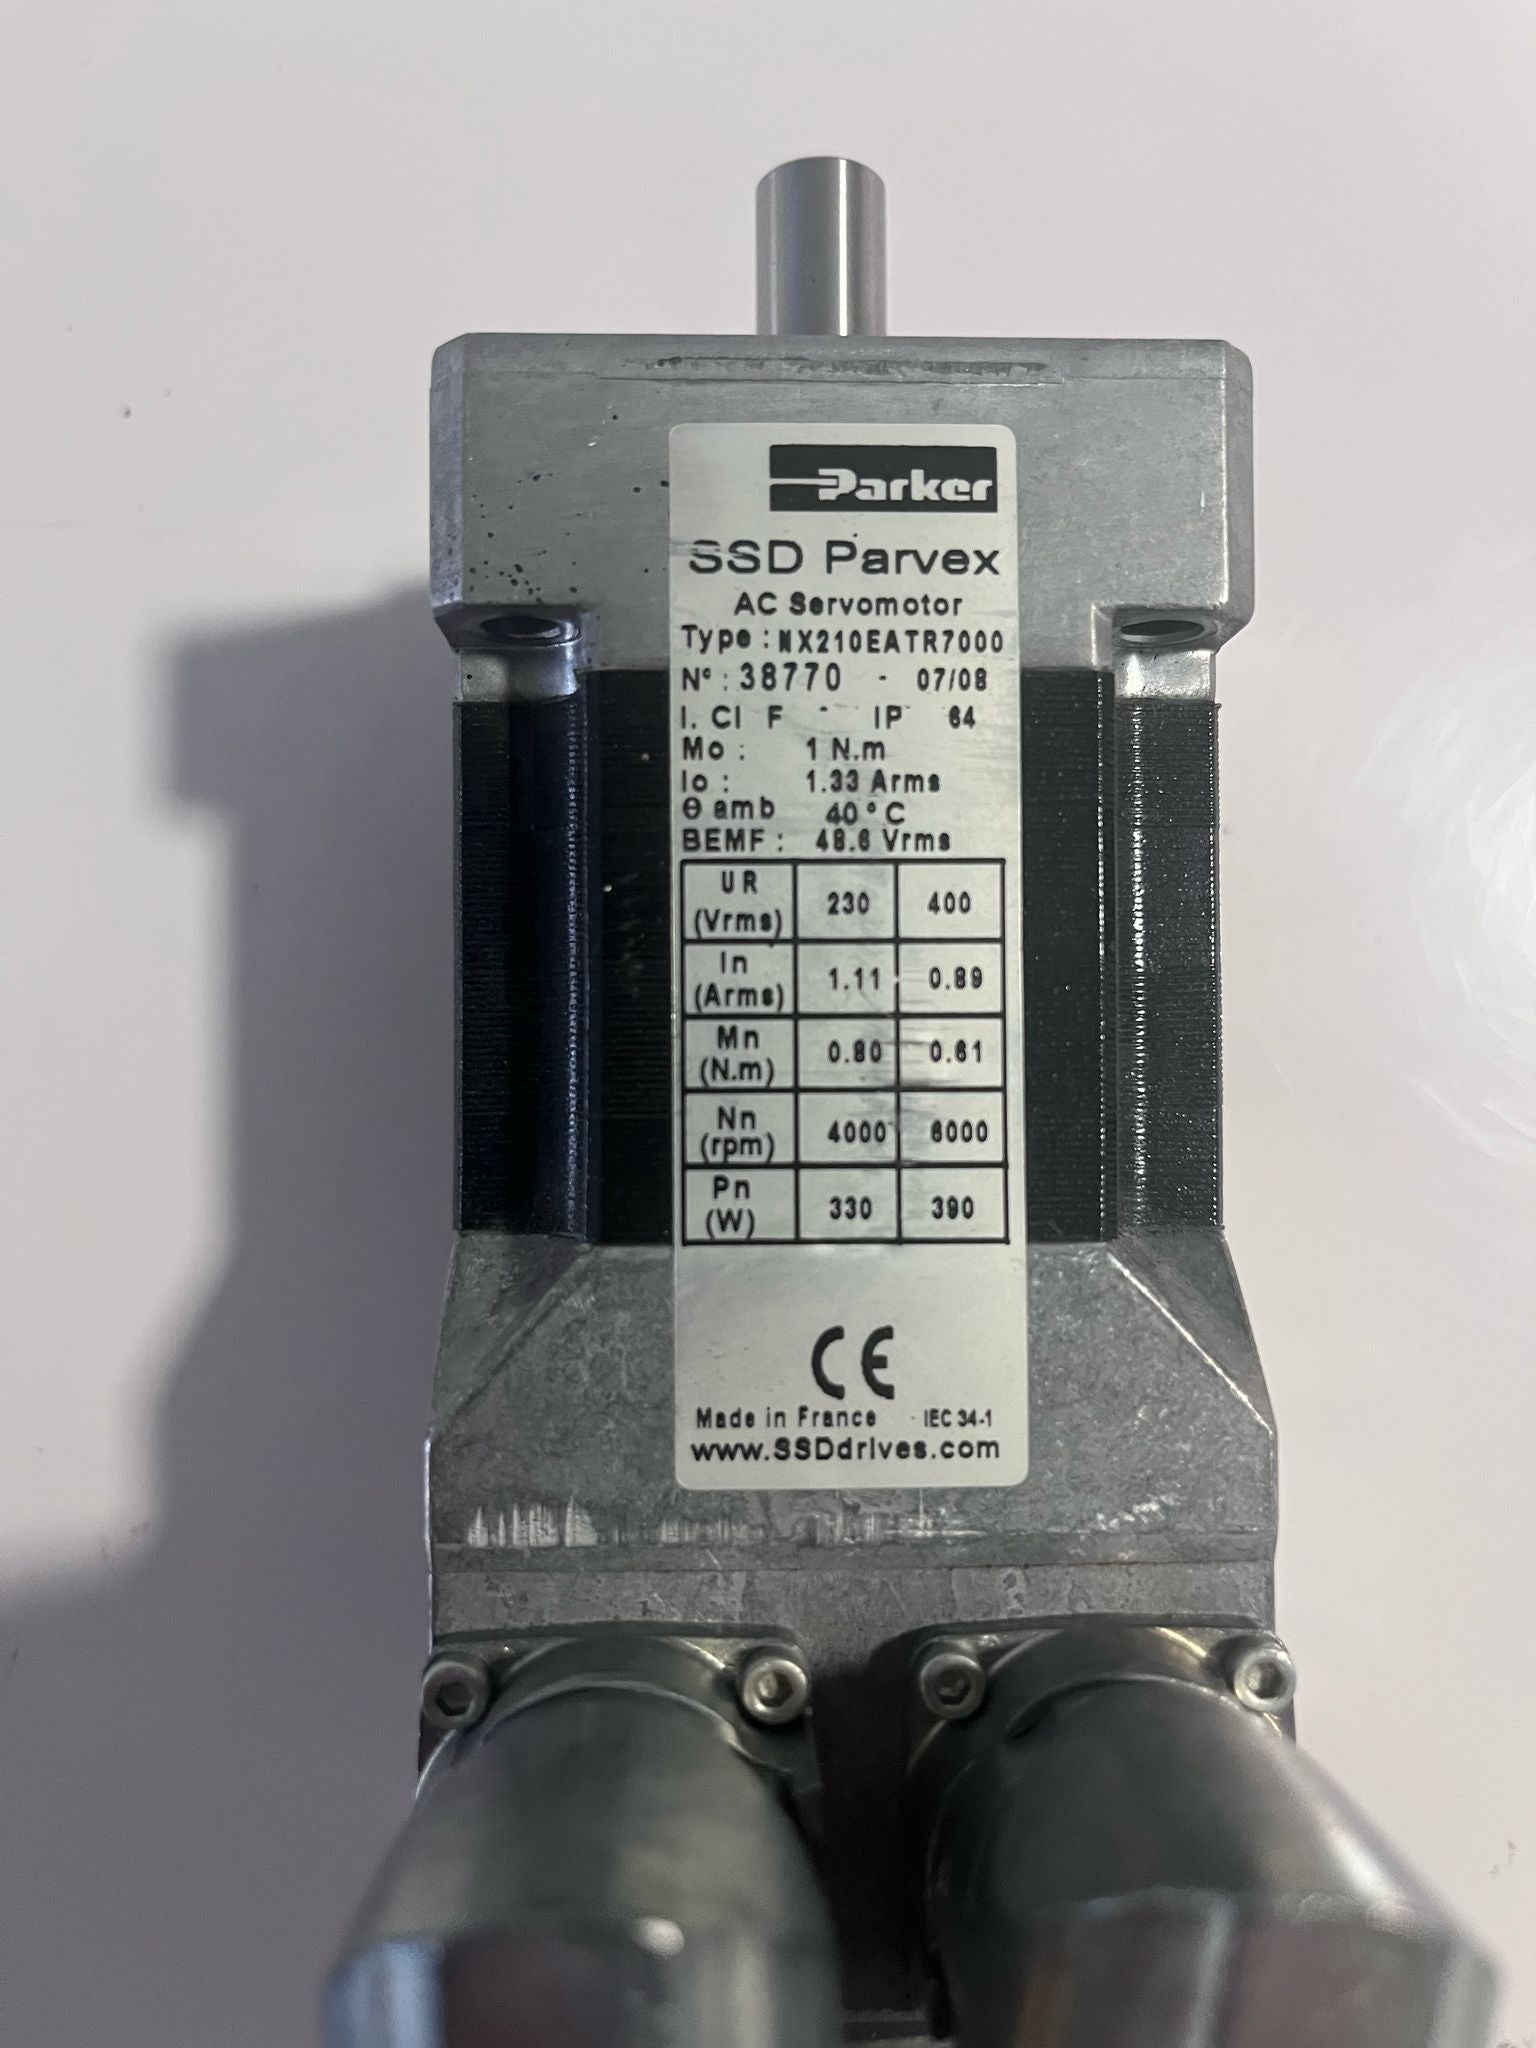 Parker
SSD Parvex
AC Servomotor
Type : NX210EATR7000
N° : 38770 - 07/08
I. Cl F IP 64
Mo : 1 N.m
Io : 1.33 Arms
θ amb 40 ° C
BEMF : 48.6 Vrms
UR (Vrms) 230 400
In (Arms) 1.11 0.89
Mn (N.m) 0.80 0.61
Nn (rpm) 4000 6000
Pn (W) 330 390
CE
Made in France IEC 34-1
www.SSDdrives.com